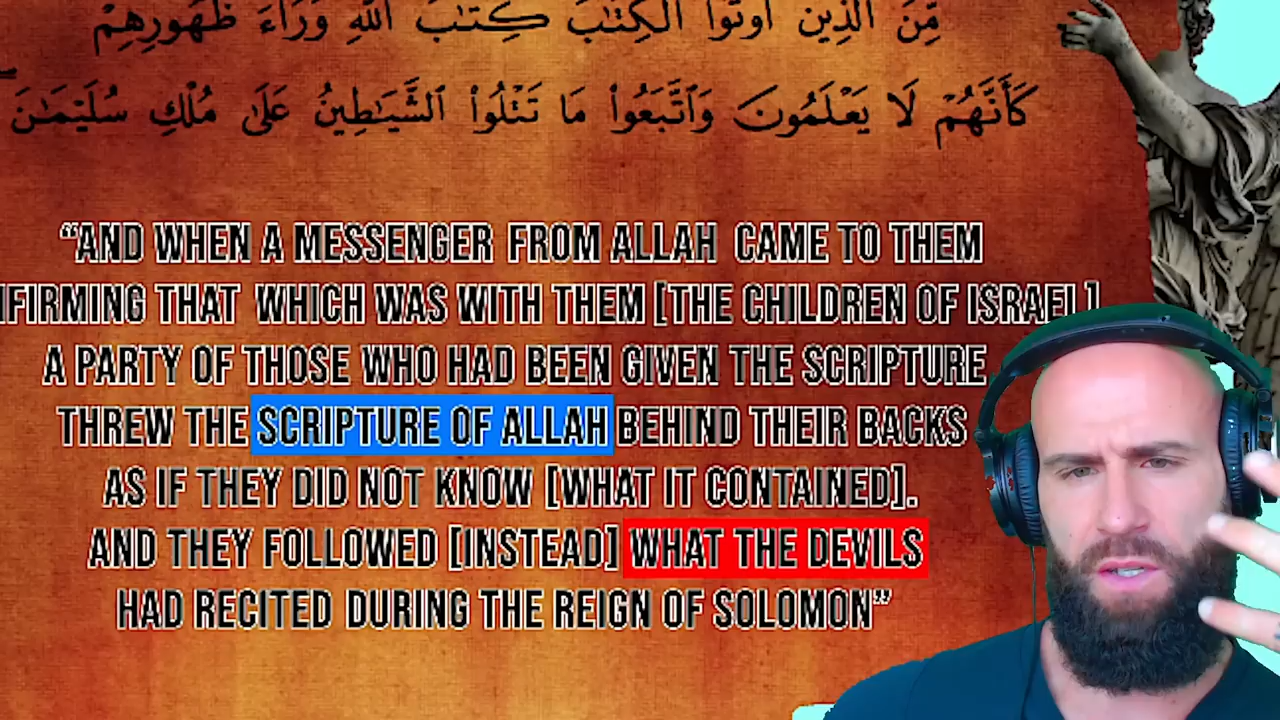 مِّنَ الَّذِينَ أُوتُوا الْكِتَٰبَ كِتَٰبَ اللَّهِ وَرَاءَ ظُهُورِهِمْ
كَأَنَّهُمْ لَا يَعْلَمُونَ وَاتَّبَعُوا۟ مَا تَتْلُوا۟ الشَّيَٰطِينُ عَلَىٰ مُلْكِ سُلَيْمَٰنَ
“AND WHEN A MESSENGER FROM ALLAH CAME TO THEM
NFIRMING THAT WHICH WAS WITH THEM [THE CHILDREN OF ISRAEL]
A PARTY OF THOSE WHO HAD BEEN GIVEN THE SCRIPTURE
THREW THE SCRIPTURE OF ALLAH BEHIND THEIR BACKS
AS IF THEY DID NOT KNOW [WHAT IT CONTAINED].
AND THEY FOLLOWED [INSTEAD] WHAT THE DEVILS
HAD RECITED DURING THE REIGN OF SOLOMON”